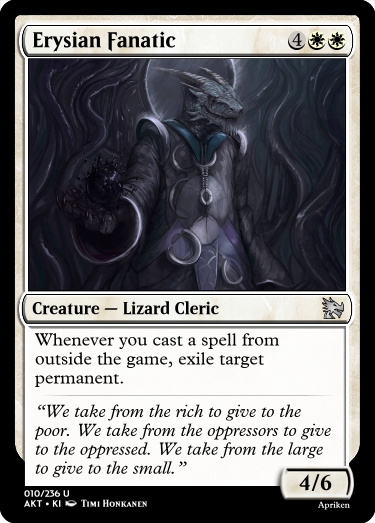 Erysian Fanatic 4
Creature — Lizard Cleric
Whenever you cast a spell from
outside the game, exile target
permanent.
“We take from the rich to give to the
poor. We take from the oppressors to give
to the oppressed. We take from the large
to give to the small.”
4/6
010/236 U
AKT • KI Timi Honkanen
Apriken